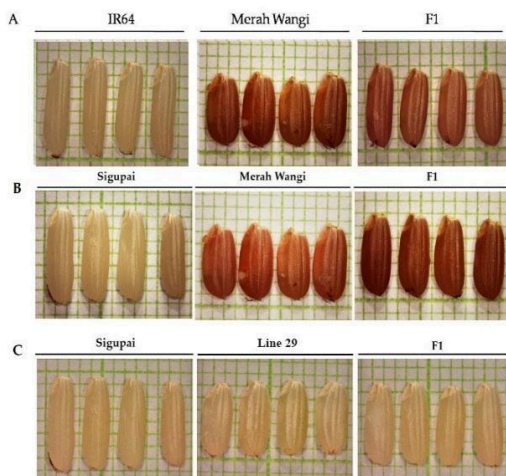 A IR64 Merah Wangi F1
B Sigupai Merah Wangi F1
C Sigupai Line 29 F1